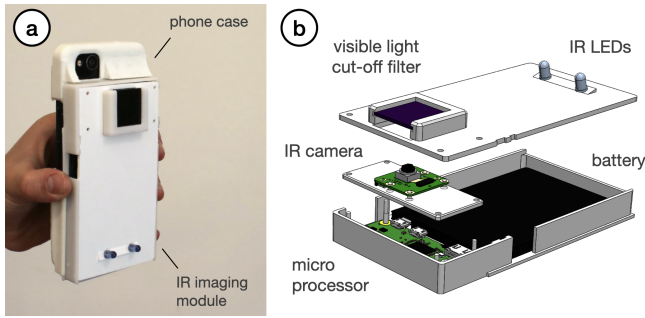 a
phone case
IR imaging
module
b
visible light
cut-off filter
IR LEDs
IR camera
battery
micro
processor